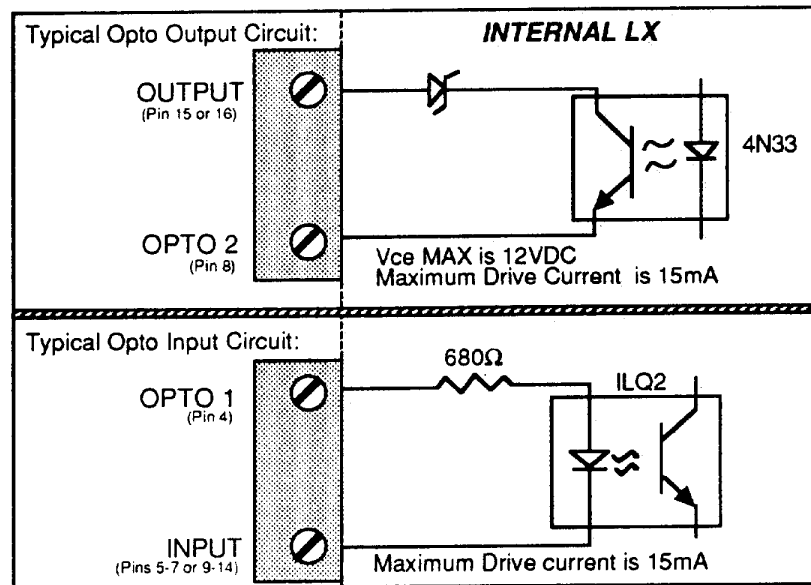 Typical Opto Output Circuit:
INTERNAL LX
OUTPUT
(Pin 15 or 16)
4N33
OPTO 2
(Pin 8)
Vce MAX is 12VDC
Maximum Drive Current is 15mA
Typical Opto Input Circuit:
680Ω
ILQ2
OPTO 1
(Pin 4)
INPUT
(Pins 5-7 or 9-14)
Maximum Drive current is 15mA